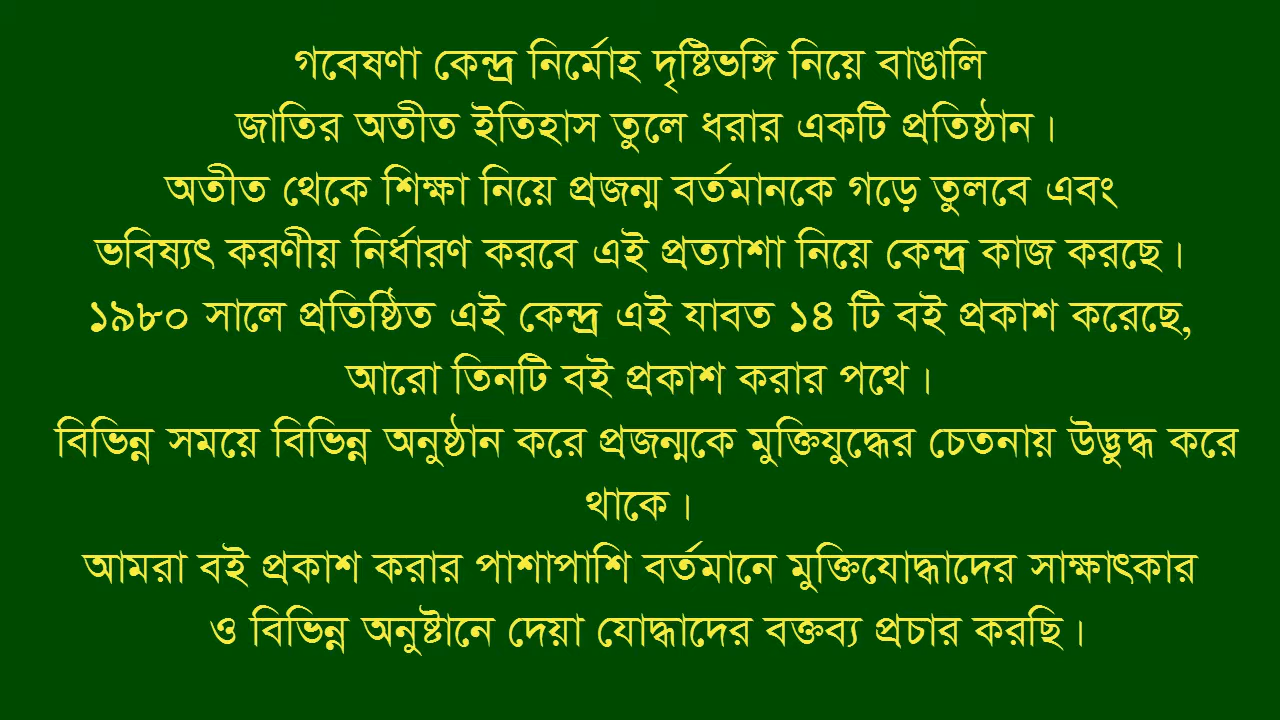 গবেষণা কেন্দ্র নির্মোহ দৃষ্টিভঙ্গি নিয়ে বাঙালি
জাতির অতীত ইতিহাস তুলে ধরার একটি প্রতিষ্ঠান।
অতীত থেকে শিক্ষা নিয়ে প্রজন্ম বর্তমানকে গড়ে তুলবে এবং
ভবিষ্যৎ করণীয় নির্ধারণ করবে এই প্রত্যাশা নিয়ে কেন্দ্র কাজ করছে।
১৯৮০ সালে প্রতিষ্ঠিত এই কেন্দ্র এই যাবত ১৪ টি বই প্রকাশ করেছে,
আরো তিনটি বই প্রকাশ করার পথে।
বিভিন্ন সময়ে বিভিন্ন অনুষ্ঠান করে প্রজন্মকে মুক্তিযুদ্ধের চেতনায় উদ্ভুদ্ধ করে
থাকে।
আমরা বই প্রকাশ করার পাশাপাশি বর্তমানে মুক্তিযোদ্ধাদের সাক্ষাৎকার
ও বিভিন্ন অনুষ্টানে দেয়া যোদ্ধাদের বক্তব্য প্রচার করছি।